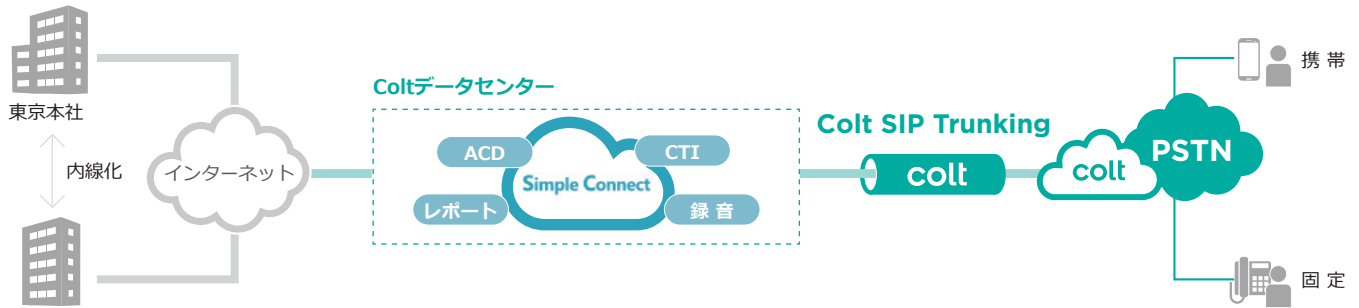 東京本社
内線化
インターネット
Coltデータセンター
ACD
CTI
Simple Connect
レポート
録音
Colt SIP Trunking
colt
colt
PSTN
携帯
固定